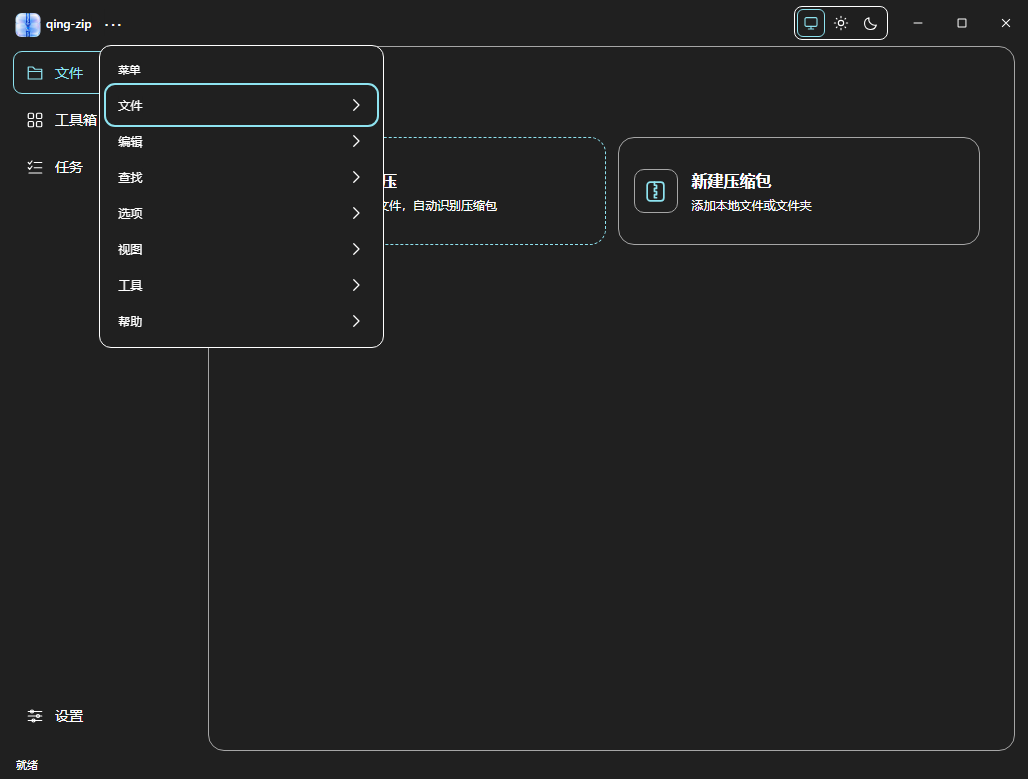 qing-zip ...
文件
工具箱
任务
菜单
文件
编辑
查找
选项
视图
工具
帮助
压
文件，自动识别压缩包
新建压缩包
添加本地文件或文件夹
设置
就绪